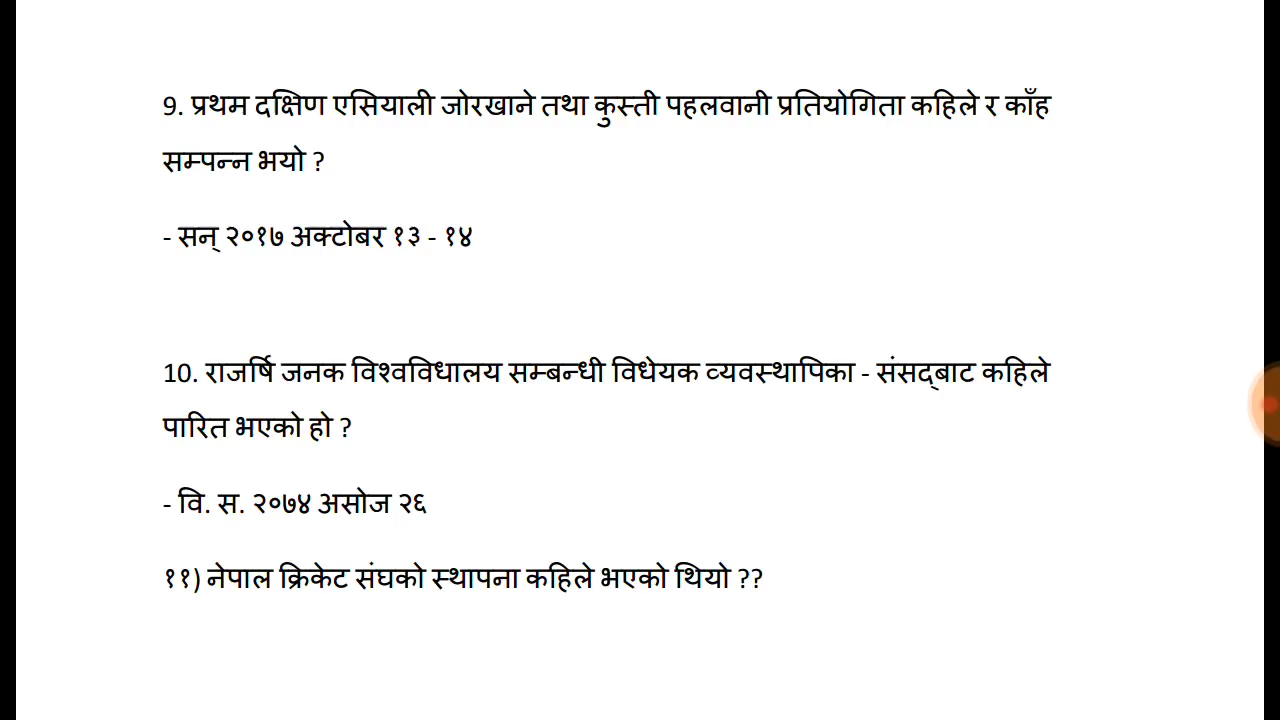 9. प्रथम दक्षिण एसियाली जोरखाने तथा कुस्ती पहलवानी प्रतियोगिता कहिले र काँह
सम्पन्न भयो ?
- सन् २०१७ अक्टोबर १३ - १४
10. राजर्षि जनक विश्वविधालय सम्बन्धी विधेयक व्यवस्थापिका - संसद्बाट कहिले
पारित भएको हो ?
- वि. स. २०७४ असोज २६
११) नेपाल क्रिकेट संघको स्थापना कहिले भएको थियो ??